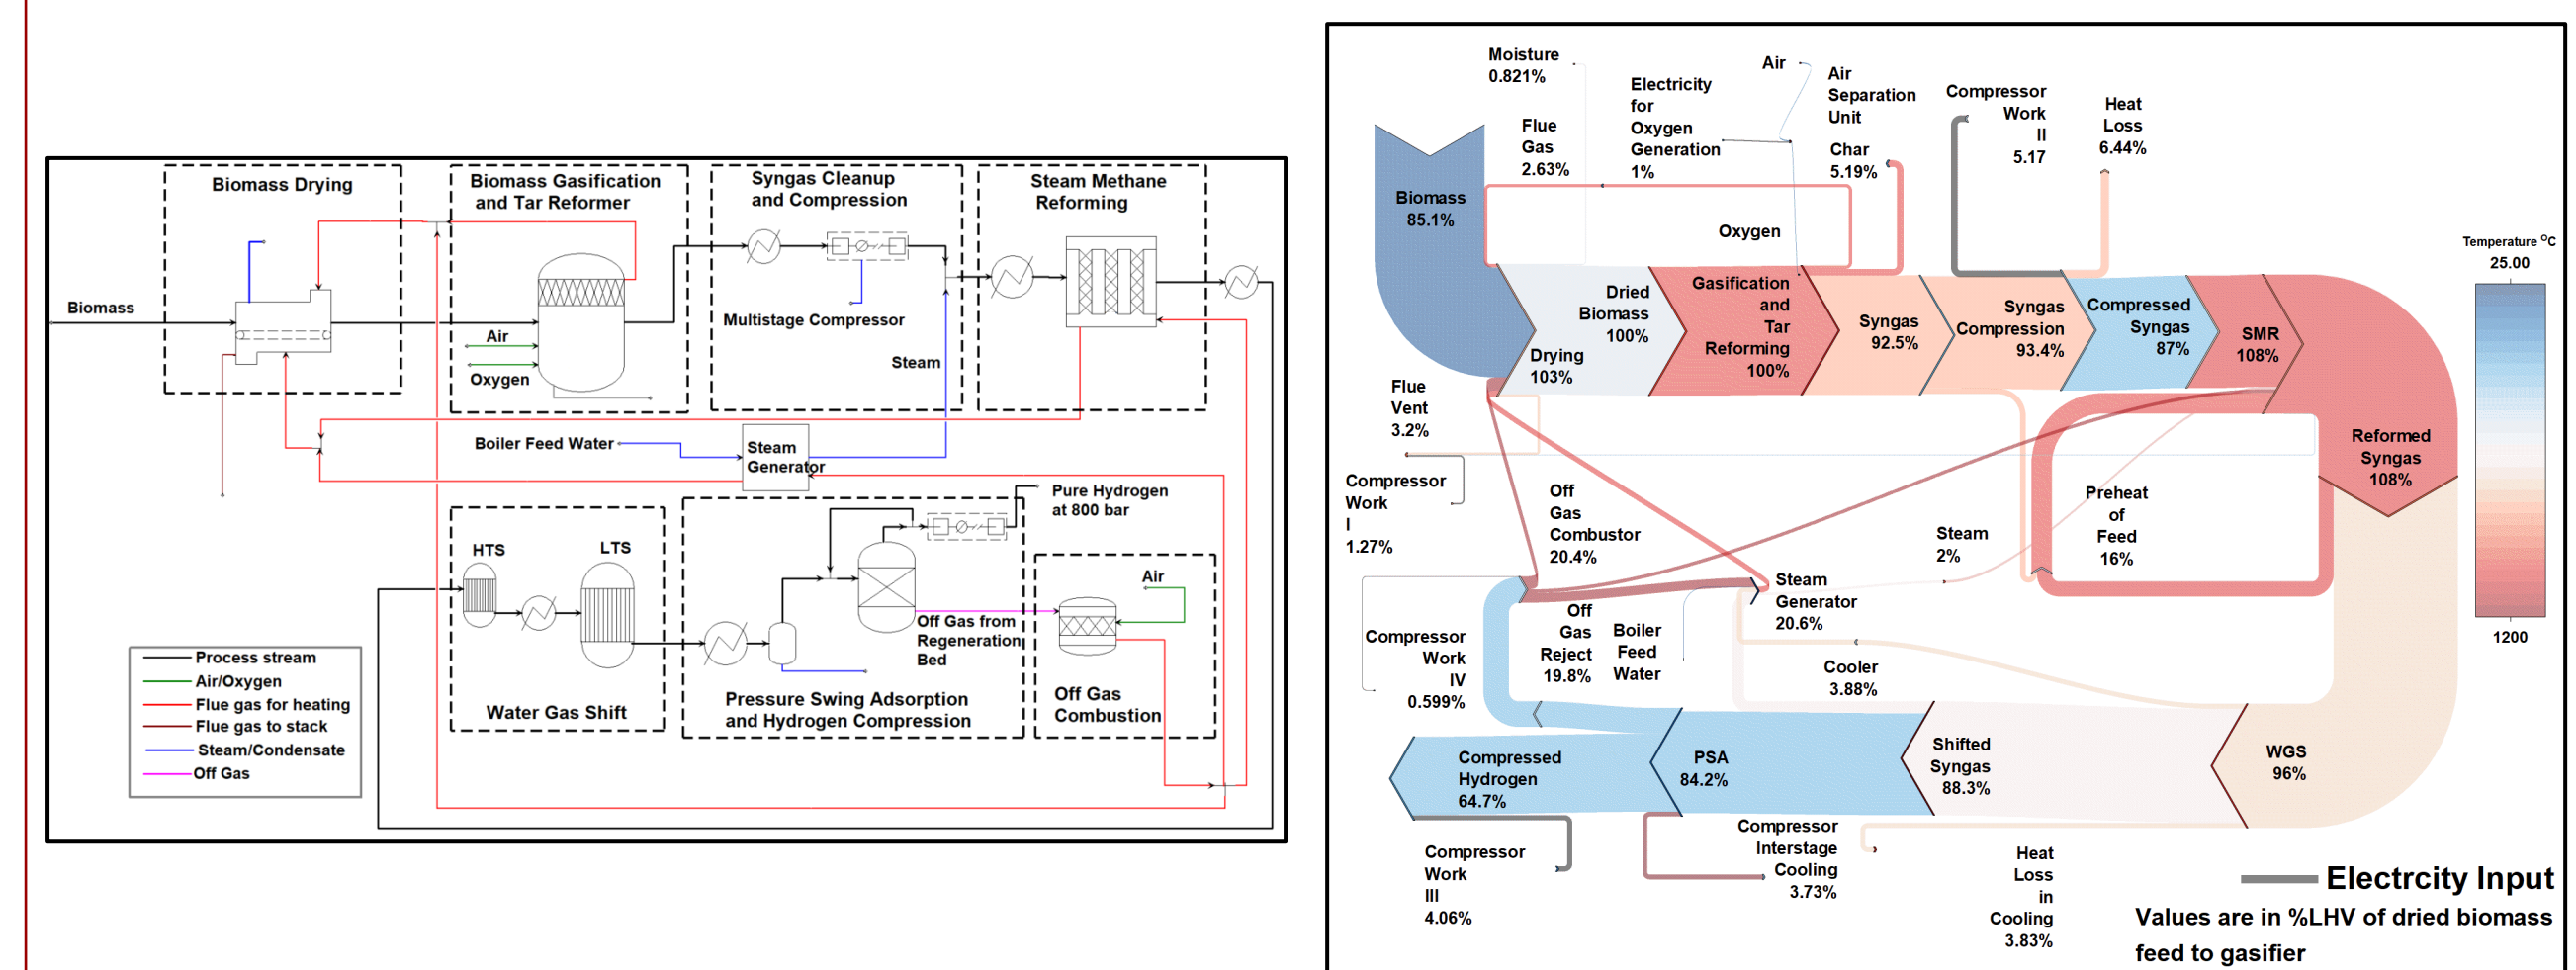 Biomass Drying
Biomass Gasification
and Tar Reformer
Syngas Cleanup
and Compression
Steam Methane
Reforming
Biomass
Air
Oxygen
Multistage Compressor
Steam
Boiler Feed Water
Steam
Generator
Pure Hydrogen
at 800 bar
HTS
LTS
Air
Off Gas from
Regeneration
Bed
Water Gas Shift
Pressure Swing Adsorption
and Hydrogen Compression
Off Gas
Combustion
Process stream
Air/Oxygen
Flue gas for heating
Flue gas to stack
Steam/Condensate
Off Gas
Moisture
0.821%
Flue
Gas
2.63%
Electricity
for
Oxygen
Generation
1%
Air
Air
Separation
Unit
Char
5.19%
Compressor
Work
II
5.17
Heat
Loss
6.44%
Biomass
85.1%
Oxygen
Drying
103%
Dried
Biomass
100%
Gasification
and
Tar
Reforming
100%
Syngas
92.5%
Syngas
Compression
93.4%
Compressed
Syngas
87%
SMR
108%
Temperature °C
25.00
1200
Flue
Vent
3.2%
Compressor
Work
I
1.27%
Off
Gas
Combustor
20.4%
Steam
2%
Preheat
of
Feed
16%
Reformed
Syngas
108%
Steam
Generator
20.6%
Off
Gas
Reject
19.8%
Boiler
Feed
Water
Compressor
Work
IV
0.599%
Cooler
3.88%
Compressed
Hydrogen
64.7%
PSA
84.2%
Shifted
Syngas
88.3%
WGS
96%
Compressor
Work
III
4.06%
Compressor
Interstage
Cooling
3.73%
Heat
Loss
in
Cooling
3.83%
Electrcity Input
Values are in %LHV of dried biomass
feed to gasifier